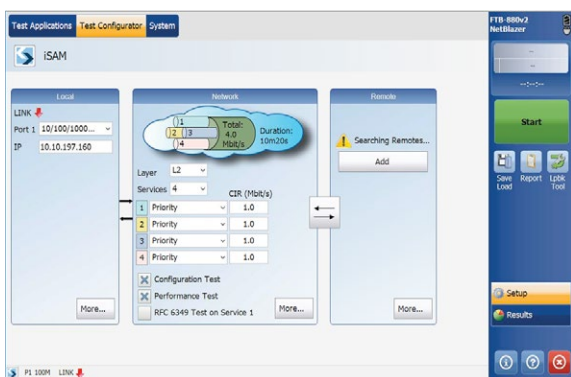 Test Applications Test Configurator System
iSAM
Local
LINK
Port 1 10/100/1000...
IP 10.10.197.160
More...
Network
1
2 3
4
Total:
4.0
Mbit/s
Duration:
10m20s
Layer L2
Services 4
CIR (Mbit/s)
1 Priority 1.0
2 Priority 1.0
3 Priority 1.0
4 Priority 1.0
Configuration Test
Performance Test
RFC 6349 Test on Service 1
More...
Remote
Searching Remotes...
Add
More...
FTB-880v2
NetBlazer
--
--
--:--:--
Start
Save
Load
Report
Lpbk
Tool
Setup
Results
P1 100M LINK